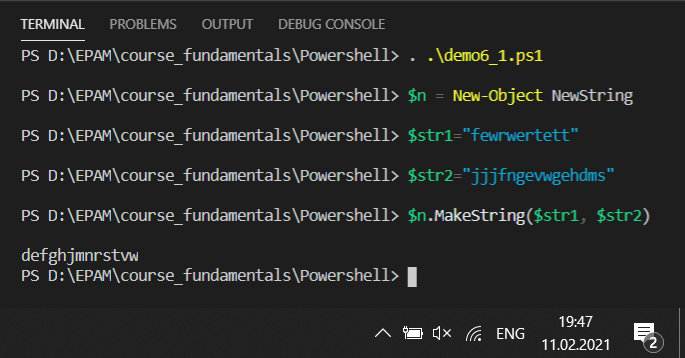 TERMINAL PROBLEMS OUTPUT DEBUG CONSOLE
PS D:\EPAM\course_fundamentals\Powershell> . .\demo6_1.ps1
PS D:\EPAM\course_fundamentals\Powershell> $n = New-Object NewString
PS D:\EPAM\course_fundamentals\Powershell> $str1="fewrwertett"
PS D:\EPAM\course_fundamentals\Powershell> $str2="jjjfngevwgehdms"
PS D:\EPAM\course_fundamentals\Powershell> $n.MakeString($str1, $str2)
defghjmnrstvw
PS D:\EPAM\course_fundamentals\Powershell>
ENG 19:47 2
11.02.2021